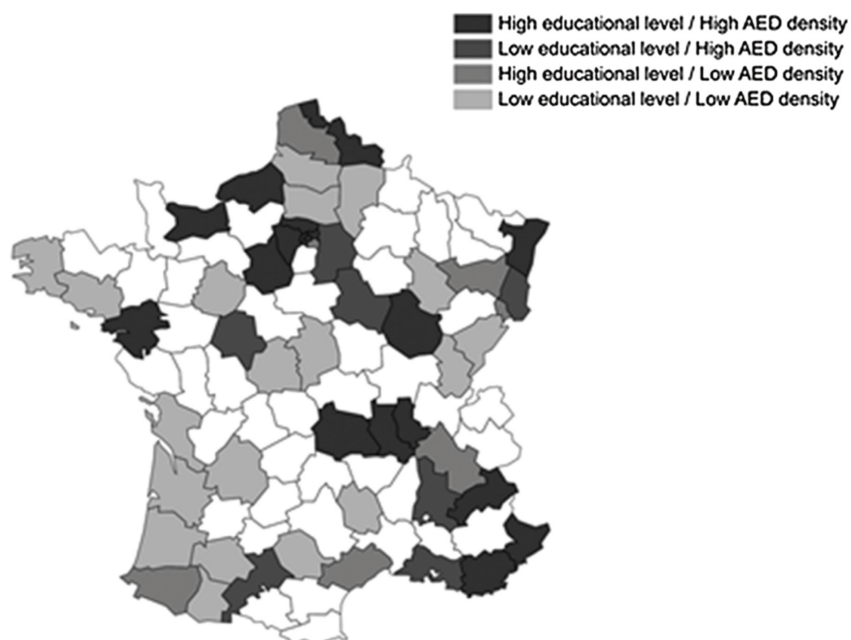 High educational level / High AED density
Low educational level / High AED density
High educational level / Low AED density
Low educational level / Low AED density